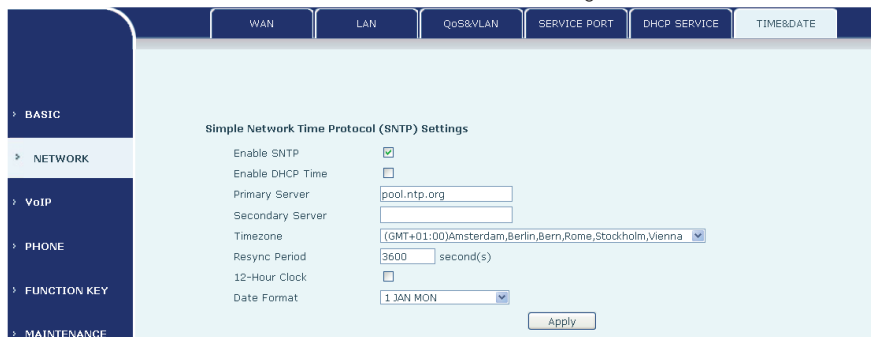 WAN LAN QoS&VLAN SERVICE PORT DHCP SERVICE TIME&DATE
BASIC
NETWORK
VoIP
PHONE
FUNCTION KEY
MAINTENANCE
Simple Network Time Protocol (SNTP) Settings
Enable SNTP
Enable DHCP Time
Primary Server pool.ntp.org
Secondary Server
Timezone (GMT+01:00)Amsterdam,Berlin,Bern,Rome,Stockholm,Vienna
Resync Period 3600 second(s)
12-Hour Clock
Date Format 1 JAN MON
Apply